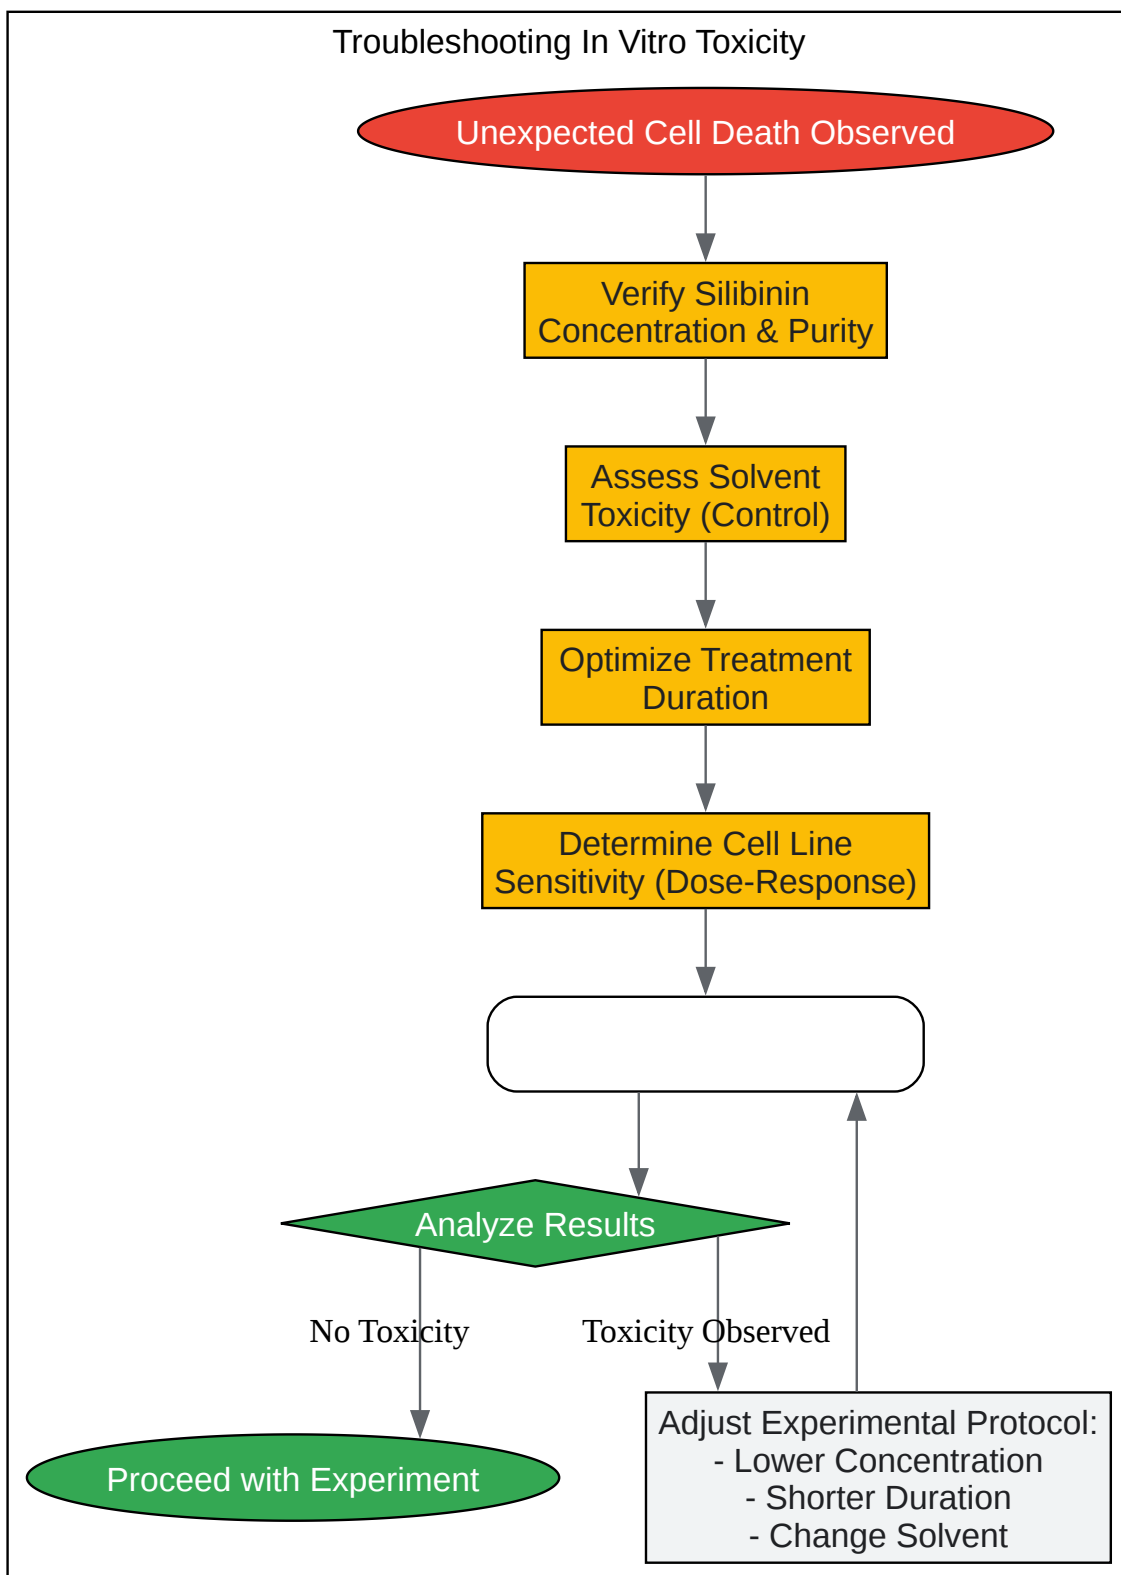 Troubleshooting In Vitro Toxicity
Unexpected Cell Death Observed
Verify Silibinin
Concentration & Purity
Assess Solvent
Toxicity (Control)
Optimize Treatment
Duration
Determine Cell Line
Sensitivity (Dose-Response)
Analyze Results
No Toxicity
Toxicity Observed
Adjust Experimental Protocol:
- Lower Concentration
- Shorter Duration
- Change Solvent
Proceed with Experiment